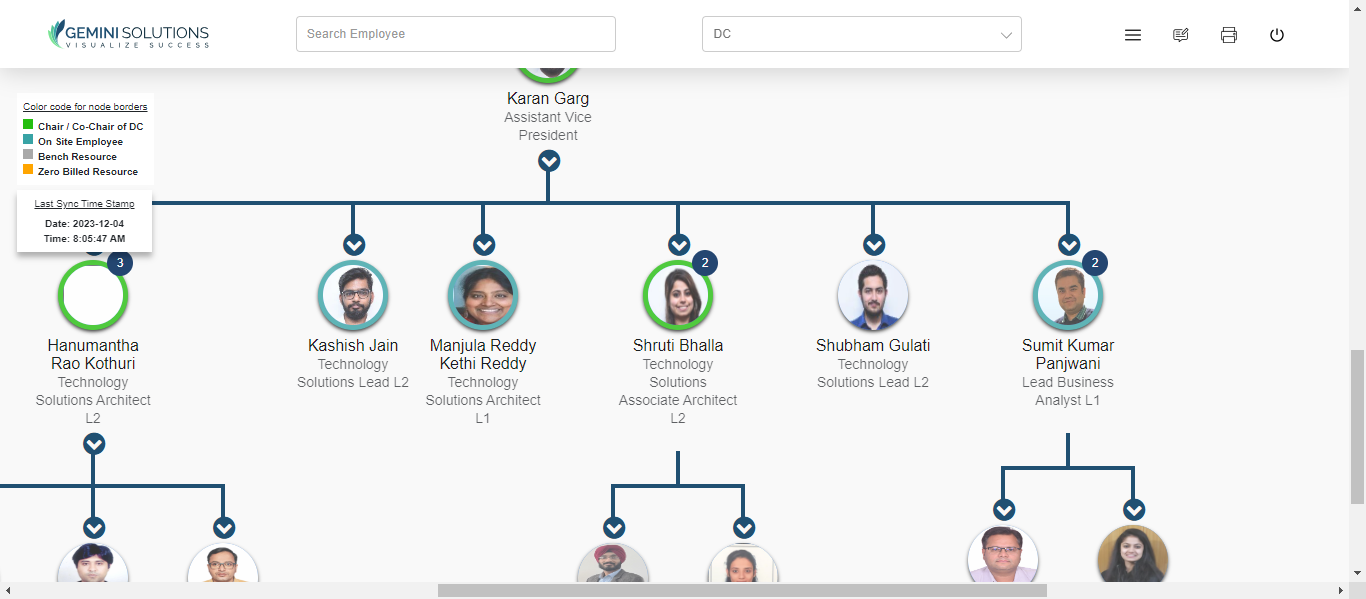 GEMINI SOLUTIONS
VISUALIZE SUCCESS
Search Employee
DC
Color code for node borders
Chair / Co-Chair of DC
On Site Employee
Bench Resource
Zero Billed Resource
Last Sync Time Stamp
Date: 2023-12-04
Time: 8:05:47 AM
Karan Garg
Assistant Vice
President
3
Hanumantha
Rao Kothuri
Technology
Solutions Architect
L2
Kashish Jain
Technology
Solutions Lead L2
Manjula Reddy
Kethi Reddy
Technology
Solutions Architect
L1
2
Shruti Bhalla
Technology
Solutions
Associate Architect
L2
Shubham Gulati
Technology
Solutions Lead L2
2
Sumit Kumar
Panjwani
Lead Business
Analyst L1